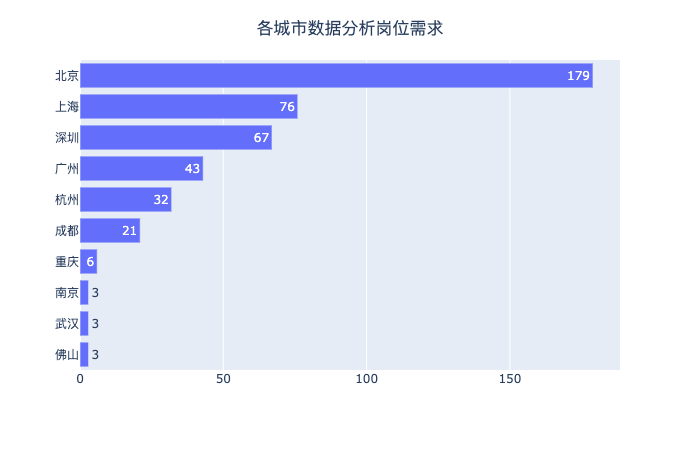 各城市数据分析岗位需求
北京 179
上海 76
深圳 67
广州 43
杭州 32
成都 21
重庆 6
南京 3
武汉 3
佛山 3
0 50 100 150